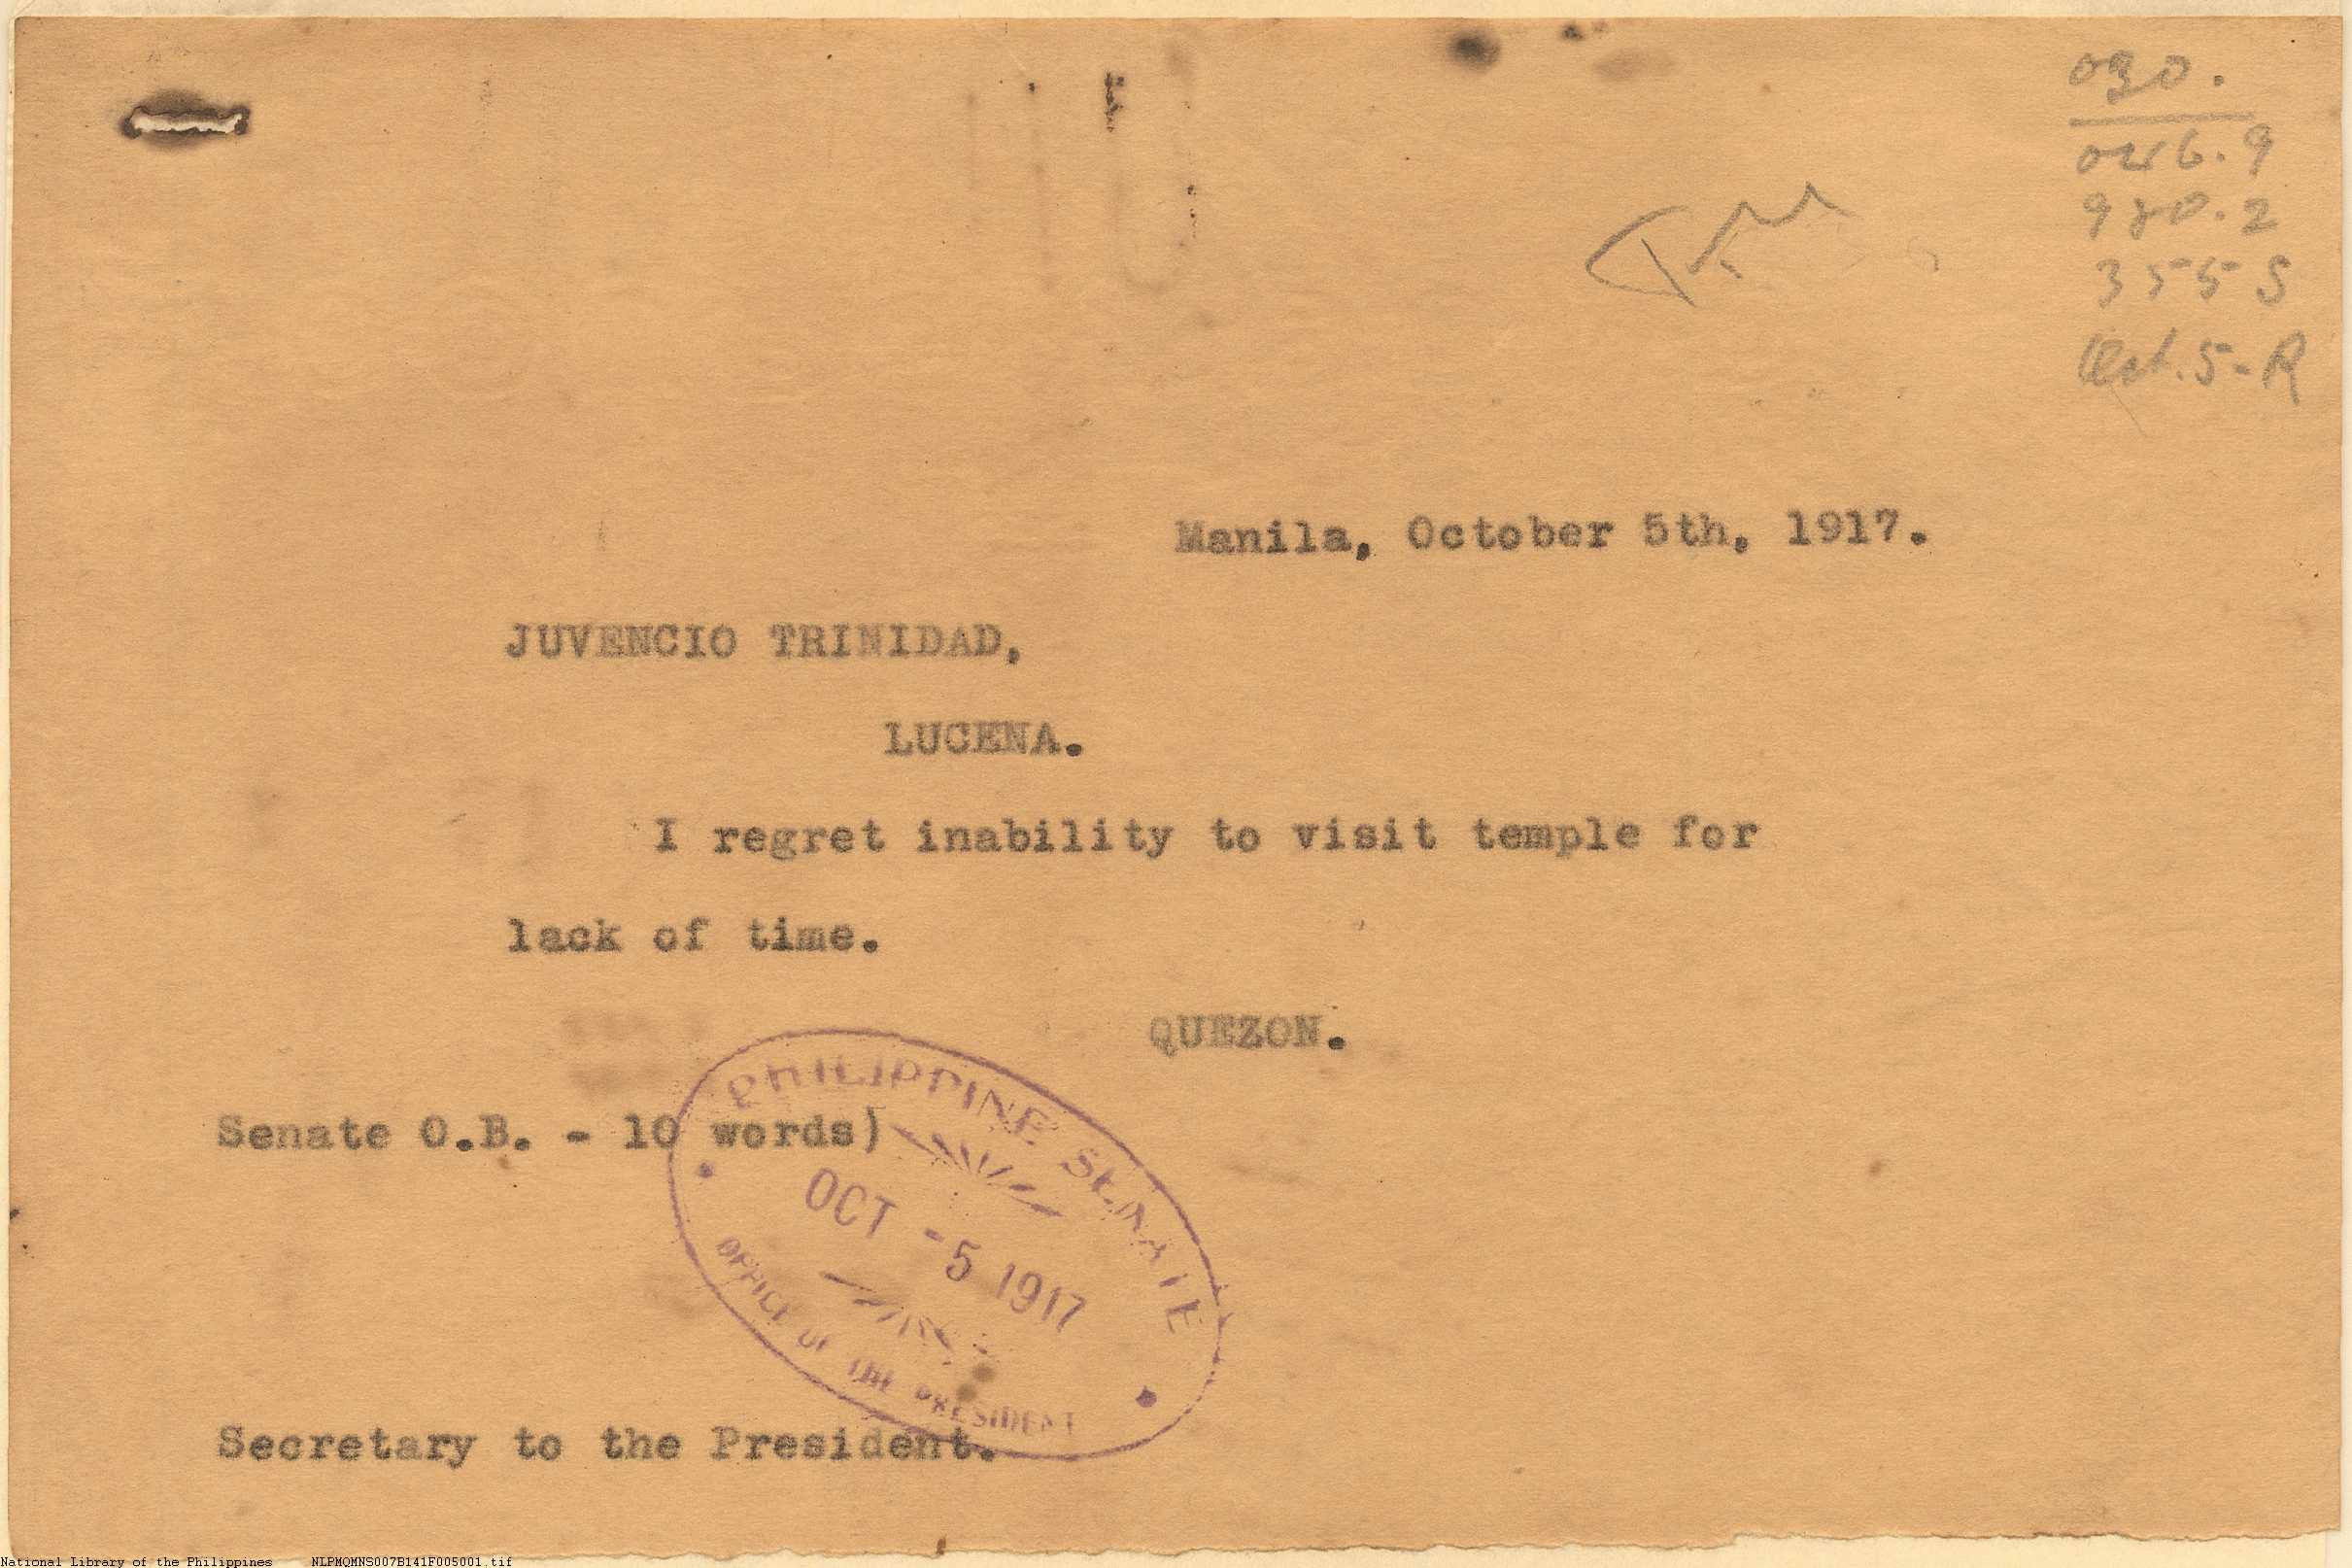 030.
046.9
980.2
355 S
Oct. 5-R
Manila, October 5th, 1917.
JUVENCIO TRINIDAD,
LUCENA.
I regret inability to visit temple for
lack of time.
QUEZON.
Senate O.B. - 10 words)
PHILIPPINE SENATE
OCT -5 1917
OFFICE OF THE PRESIDENT
Secretary to the President.
National Library of the Philippines NLPMQMNS007B141F005001.tif